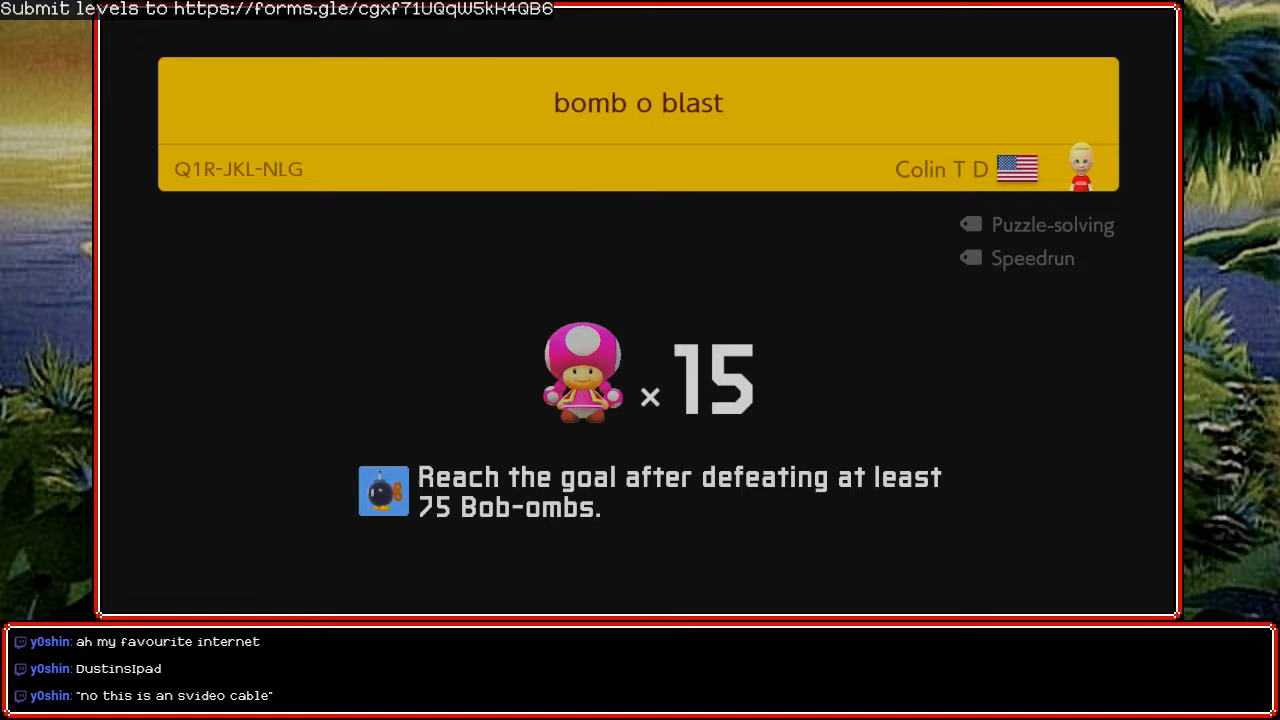 Submit levels to https://forms.gle/cgxf71UQqW5kH4QB6
bomb o blast
Q1R-JKL-NLG
Colin T D
Puzzle-solving
Speedrun
× 15
Reach the goal after defeating at least
75 Bob-ombs.
y0shin: ah my favourite internet
y0shin: DustinsIpad
y0shin: "no this is an svideo cable"